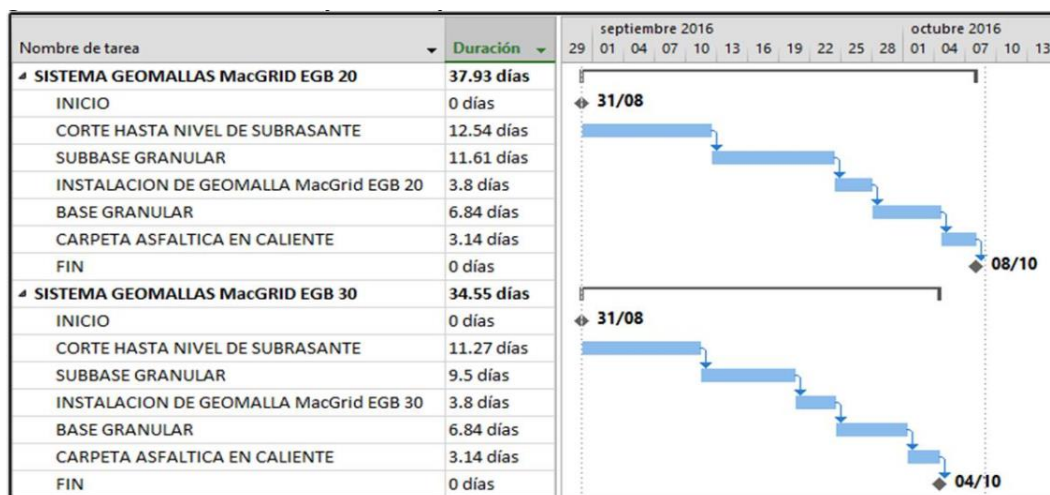 septiembre 2016 octubre 2016
Nombre de tarea Duración 29 01 04 07 10 13 16 19 22 25 28 01 04 07 10 13
SISTEMA GEOMALLAS MacGRID EGB 20 37.93 días
INICIO 0 días 31/08
CORTE HASTA NIVEL DE SUBRASANTE 12.54 días
SUBBASE GRANULAR 11.61 días
INSTALACION DE GEOMALLA MacGrid EGB 20 3.8 días
BASE GRANULAR 6.84 días
CARPETA ASFALTICA EN CALIENTE 3.14 días
FIN 0 días 08/10
SISTEMA GEOMALLAS MacGRID EGB 30 34.55 días
INICIO 0 días 31/08
CORTE HASTA NIVEL DE SUBRASANTE 11.27 días
SUBBASE GRANULAR 9.5 días
INSTALACION DE GEOMALLA MacGrid EGB 30 3.8 días
BASE GRANULAR 6.84 días
CARPETA ASFALTICA EN CALIENTE 3.14 días
FIN 0 días 04/10